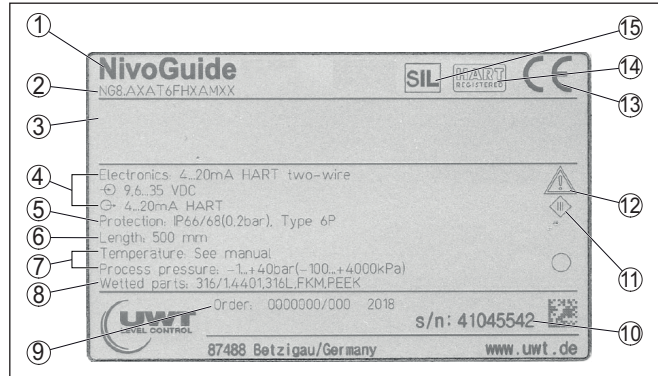 1
NivoGuide
15
SIL
HART
REGISTERED
14
CE
13
2
NG8.AXAT6FHXAMXX
3
4
Electronics: 4...20mA HART two-wire
9,6...35 VDC
4...20mA HART
12
5
Protection: IP66/68(0.2bar), Type 6P
6
Length: 500 mm
7
Temperature: See manual
11
Process pressure: -1...+40bar(-100...+4000kPa)
8
Wetted parts: 316/1.4401,316L,FKM,PEEK
9
Order: 0000000/000 2018
UWT
LEVEL CONTROL
s/n: 41045542
10
87488 Betzigau/Germany
www.uwt.de